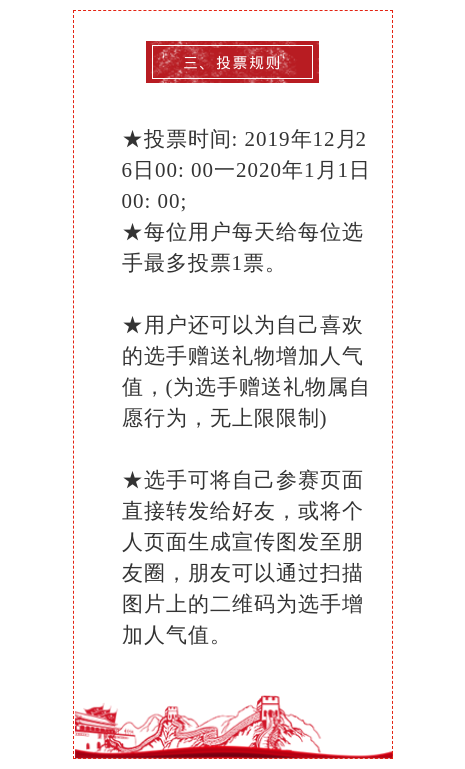 三、投票规则
★投票时间: 2019年12月2
6日00: 00一2020年1月1日
00: 00;
★每位用户每天给每位选
手最多投票1票。
★用户还可以为自己喜欢
的选手赠送礼物增加人气
值，(为选手赠送礼物属自
愿行为，无上限限制)
★选手可将自己参赛页面
直接转发给好友，或将个
人页面生成宣传图发至朋
友圈，朋友可以通过扫描
图片上的二维码为选手增
加人气值。